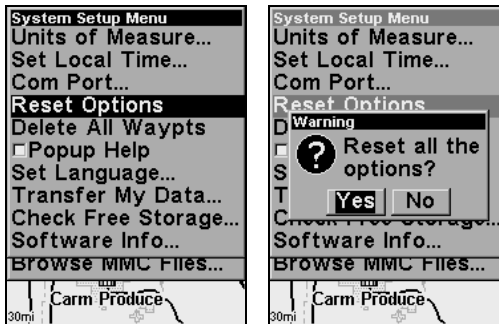 System Setup Menu
Units of Measure...
Set Local Time...
Com Port...
Reset Options
Delete All Waypts
Popup Help
Set Language...
Transfer My Data...
Check Free Storage...
Software Info...
Browse MMC Files...
Carm Produce
30mi
System Setup Menu
Units of Measure...
Set Local Time...
Com Port...
Reset Options
D
Warning
Reset all the
options?
Yes No
S
T
Check Free Storage...
Software Info...
Browse MMC Files...
Carm Produce
30mi